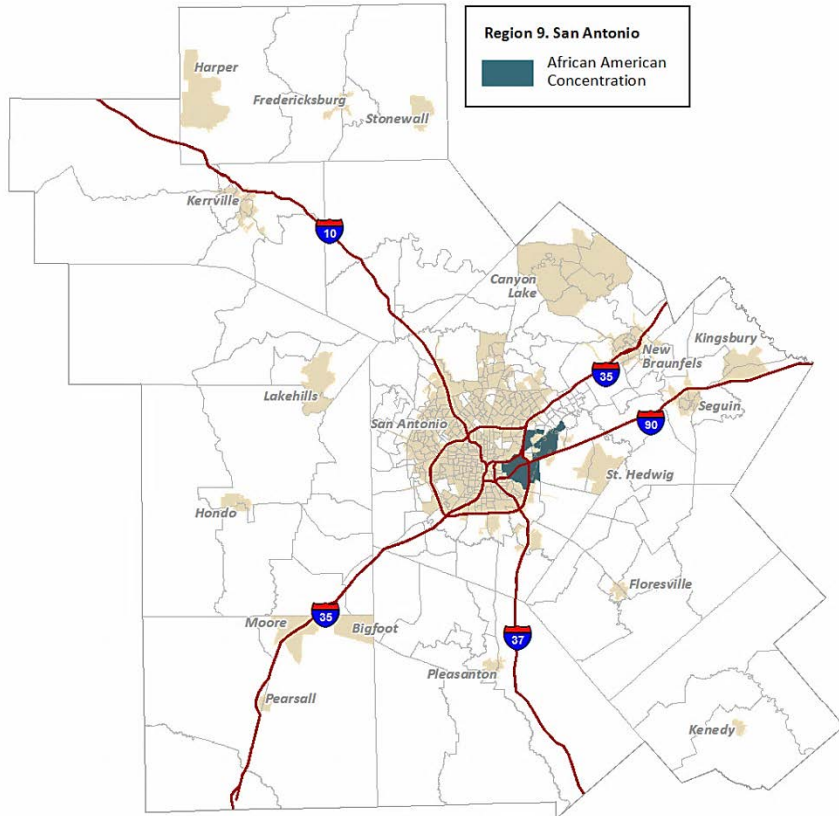 Region 9. San Antonio
African American
Concentration
Harper
Fredericksburg
Stonewall
Kerrville
10
Canyon
Lake
New
Braunfels
Kingsbury
35
Lakehills
Seguin
San Antonio
90
St. Hedwig
Hondo
Floresville
35
Moore
Bigfoot
37
Pleasanton
Pearsall
Kenedy